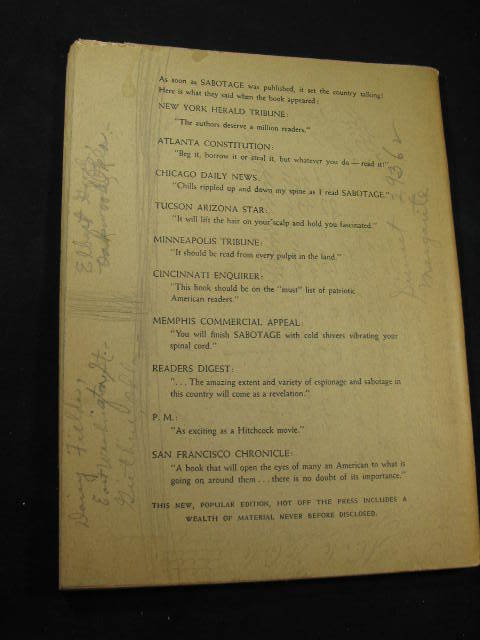 As soon as SABOTAGE was published, it set the country talking!
Here is what they said when the book appeared:
NEW YORK HERALD TRIBUNE:
"The authors deserve a million readers."
ATLANTA CONSTITUTION:
"Beg it, borrow it or steal it, but whatever you do — read it!"
CHICAGO DAILY NEWS:
"Chills rippled up and down my spine as I read SABOTAGE."
TUCSON ARIZONA STAR:
"It will lift the hair on your scalp and hold you fascinated."
MINNEAPOLIS TRIBUNE:
"It should be read from every pulpit in the land."
CINCINNATI ENQUIRER:
"This book should be on the "must" list of patriotic
American readers."
MEMPHIS COMMERCIAL APPEAL:
"You will finish SABOTAGE with cold shivers vibrating your
spinal cord."
READERS DIGEST:
". . . The amazing extent and variety of espionage and sabotage in
this country will come as a revelation."
P. M.:
"As exciting as a Hitchcock movie."
SAN FRANCISCO CHRONICLE:
"A book that will open the eyes of many an American to what is
going on around them . . . there is no doubt of its importance."
THIS NEW, POPULAR EDITION, HOT OFF THE PRESS INCLUDES A
WEALTH OF MATERIAL NEVER BEFORE DISCLOSED.
Daisy Fields,
East Washington St.
Guthrie Okla
9362